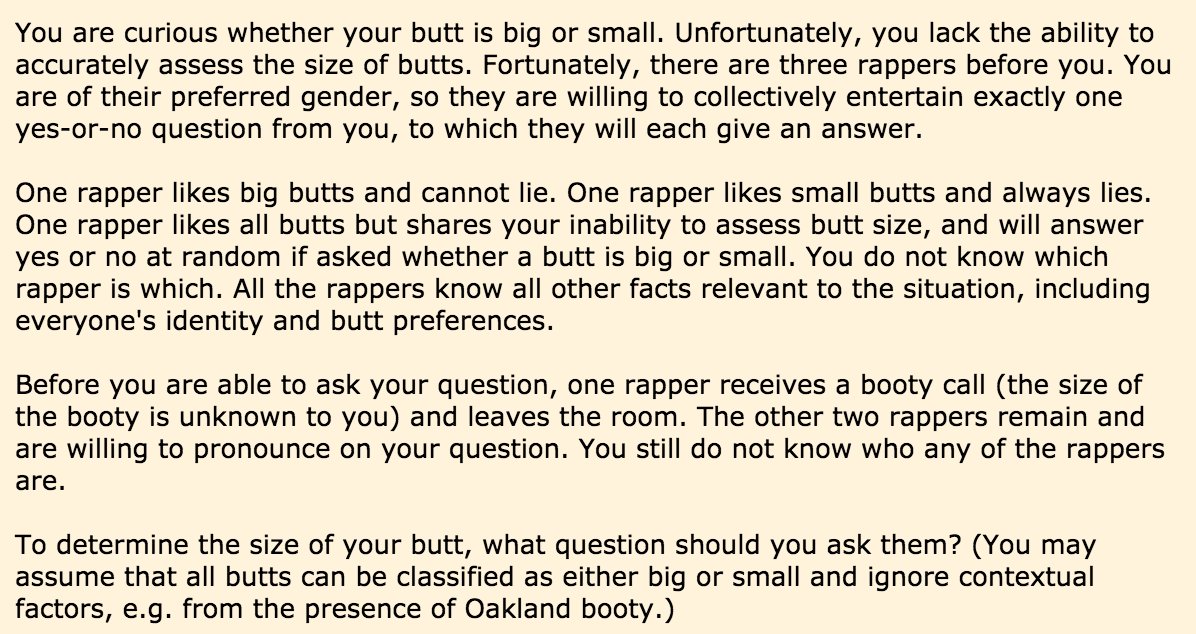 You are curious whether your butt is big or small. Unfortunately, you lack the ability to
accurately assess the size of butts. Fortunately, there are three rappers before you. You
are of their preferred gender, so they are willing to collectively entertain exactly one
yes-or-no question from you, to which they will each give an answer.
One rapper likes big butts and cannot lie. One rapper likes small butts and always lies.
One rapper likes all butts but shares your inability to assess butt size, and will answer
yes or no at random if asked whether a butt is big or small. You do not know which
rapper is which. All the rappers know all other facts relevant to the situation, including
everyone's identity and butt preferences.
Before you are able to ask your question, one rapper receives a booty call (the size of
the booty is unknown to you) and leaves the room. The other two rappers remain and
are willing to pronounce on your question. You still do not know who any of the rappers
are.
To determine the size of your butt, what question should you ask them? (You may
assume that all butts can be classified as either big or small and ignore contextual
factors, e.g. from the presence of Oakland booty.)